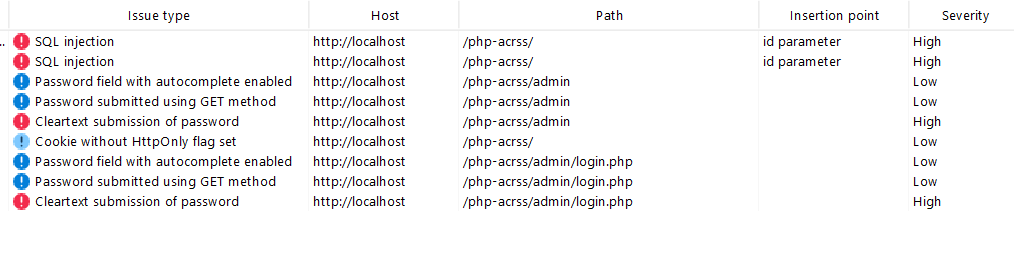 Issue type Host Path Insertion point Severity
.. SQL injection http://localhost /php-acrss/ id parameter High
SQL injection http://localhost /php-acrss/ id parameter High
Password field with autocomplete enabled http://localhost /php-acrss/admin Low
Password submitted using GET method http://localhost /php-acrss/admin Low
Cleartext submission of password http://localhost /php-acrss/admin High
Cookie without HttpOnly flag set http://localhost /php-acrss/ Low
Password field with autocomplete enabled http://localhost /php-acrss/admin/login.php Low
Password submitted using GET method http://localhost /php-acrss/admin/login.php Low
Cleartext submission of password http://localhost /php-acrss/admin/login.php High